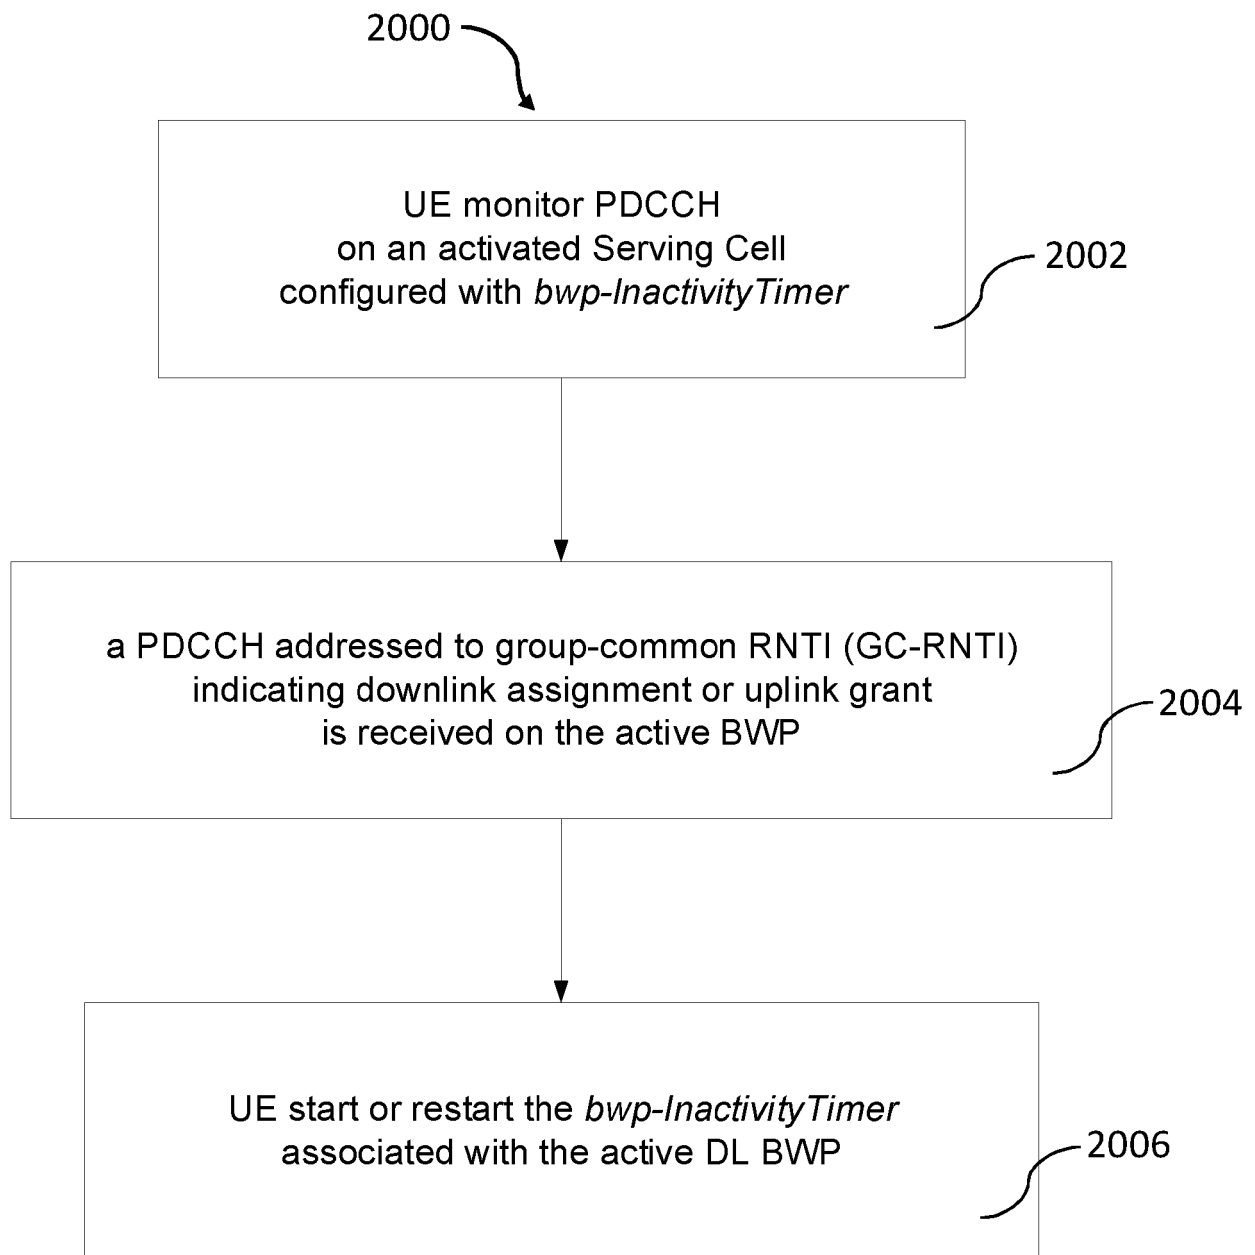 2000
UE monitor PDCCH
on an activated Serving Cell
configured with bwp-InactivityTimer
2002
a PDCCH addressed to group-common RNTI (GC-RNTI)
indicating downlink assignment or uplink grant
is received on the active BWP
2004
UE start or restart the bwp-InactivityTimer
associated with the active DL BWP
2006